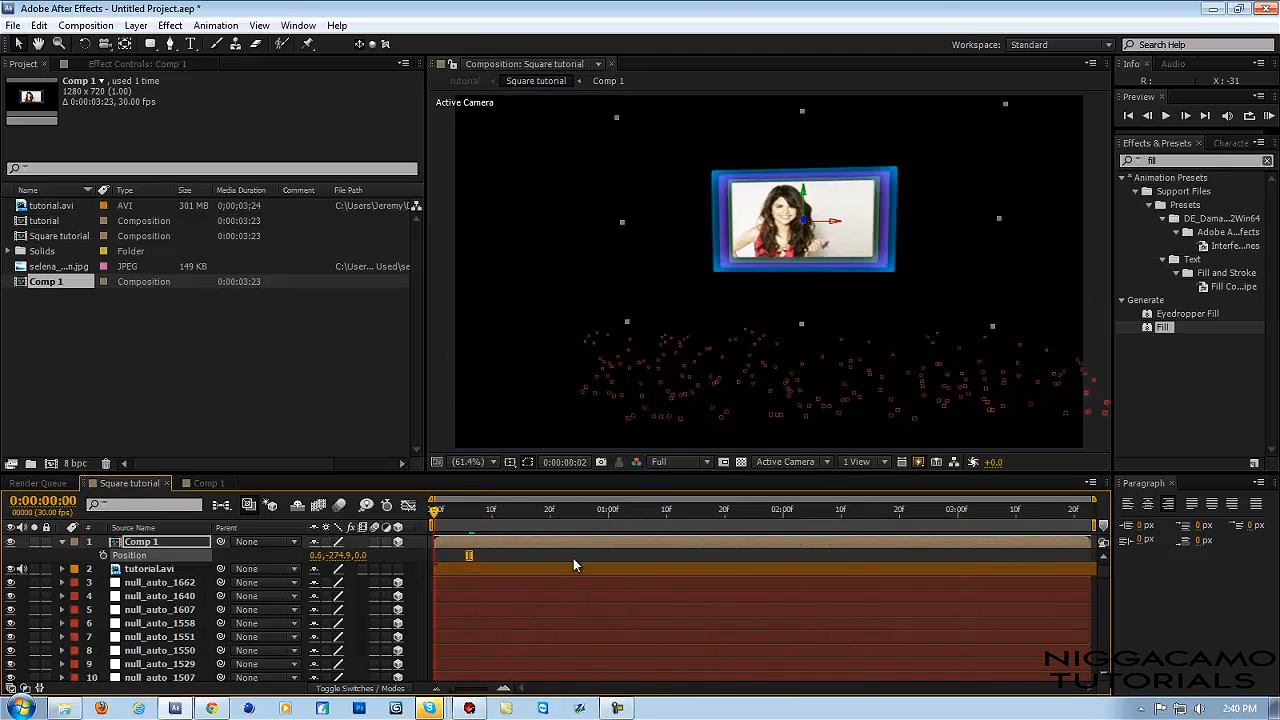 Adobe After Effects - Untitled Project.aep *
File Edit Composition Layer Effect Animation View Window Help
Workspace: Standard Search Help
Project Effect Controls: Comp 1
Composition: Square tutorial
Info Audio
Comp 1 , used 1 time
1280 x 720 (1.00)
Δ 0:00:03:23, 30.00 fps
tutorial Square tutorial Comp 1
R : X : -31
Active Camera
Preview
Effects & Presets Characte
fill
Name Type Size Media Duration Comment File Path
tutorial.avi AVI 301 MB 0;00;03;24 C:\Users\Jeremy\D
tutorial Composition 0:00:03:23
Square tutorial Composition 0:00:03:23
Solids Folder
selena_...n.jpg JPEG 149 KB C:\Users...Used\se
Comp 1 Composition 0:00:03:23
* Animation Presets
Support Files
Presets
DE_Dama...2Win64
Adobe A...fects
Interfe...nes
Text
Fill and Stroke
Fill Co...ipe
Generate
Eyedropper Fill
Fill
8 bpc
(61.4%) 0:00:00:02 Full Active Camera 1 View +0.0
Render Queue Square tutorial Comp 1
Paragraph
0:00:00:00
00000 (30.00 fps)
0 px 0 px 0 px
0 px 0 px
:00f 10f 20f 01:00f 10f 20f 02:00f 10f 20f 03:00f 10f 20f
# Source Name Parent
1 Comp 1 None
Position 0.6,-274.9,0.0
2 tutorial.avi None
3 null_auto_1662 None
4 null_auto_1640 None
5 null_auto_1607 None
6 null_auto_1558 None
7 null_auto_1551 None
8 null_auto_1550 None
9 null_auto_1529 None
10 null_auto_1507 None
Toggle Switches / Modes
NIGGACAMO
TUTORIALS
2:40 PM